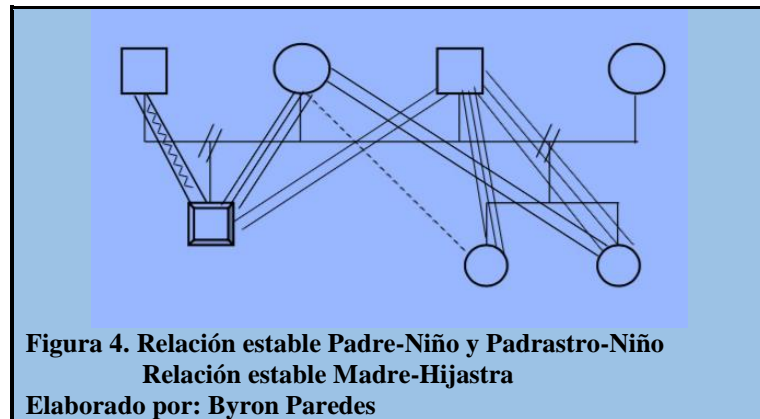 Figura 4. Relación estable Padre-Niño y Padrastro-Niño
Relación estable Madre-Hijastra
Elaborado por: Byron Paredes